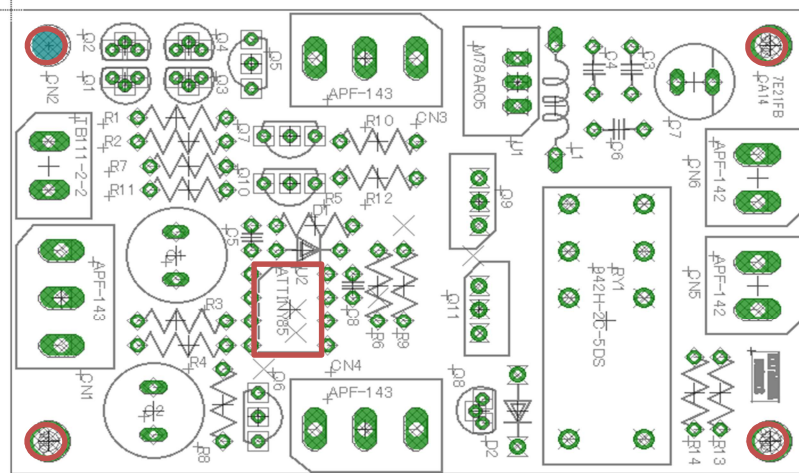 Q2
Q4
Q5
CN2
Q1
Q3
APF-143
CN3
M78AR05
U1
L1
C4
C3
C6
C7
7E21FB
CA14
TB111-2-2
R1
R2
R7
R11
Q7
R10
Q10
R5
R12
Q9
CN6
APF-142
D1
C5
C1
U2
ATTINY85
C8
R6
R9
Q11
RY1
942H-2C-5DS
CN5
APF-142
APF-143
CN1
R3
R4
C2
R8
Q6
CN4
APF-143
Q8
D2
R14
R13